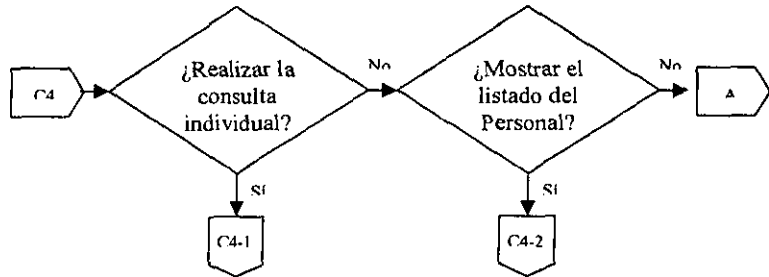 C4
¿Realizar la
consulta
individual?
No
¿Mostrar el
listado del
Personal?
No
A
Sí
Sí
C4-1
C4-2